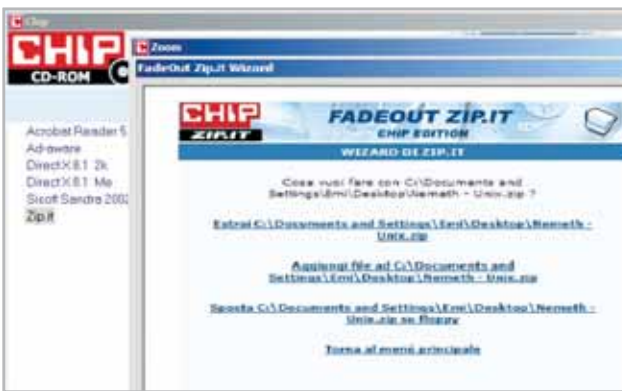 Chip
CHIP
CD-ROM
Acrobat Reader 5
Ad-aware
DirectX 8.1 2k
DirectX 8.1 Me
Sisoft Sandra 2002
Zip.it
Zoom
FadeOut Zip.it Wizard
CHIP
ZIP.IT
FADEOUT ZIP.IT
CHIP EDITION
WIZARD DI ZIP.IT
Cosa vuoi fare con C:\Documents and
Settings\Emi\Desktop\Nemeth -
Unix.zip ?
Estrai C:\Documents and Settings\Emi\Desktop\Nemeth -
Unix.zip
Aggiungi file ad C:\Documents and
Settings\Emi\Desktop\Nemeth - Unix.zip
Sposta C:\Documents and Settings\Emi\Desktop\Nemeth -
Unix.zip su floppy
Torna al menù principale